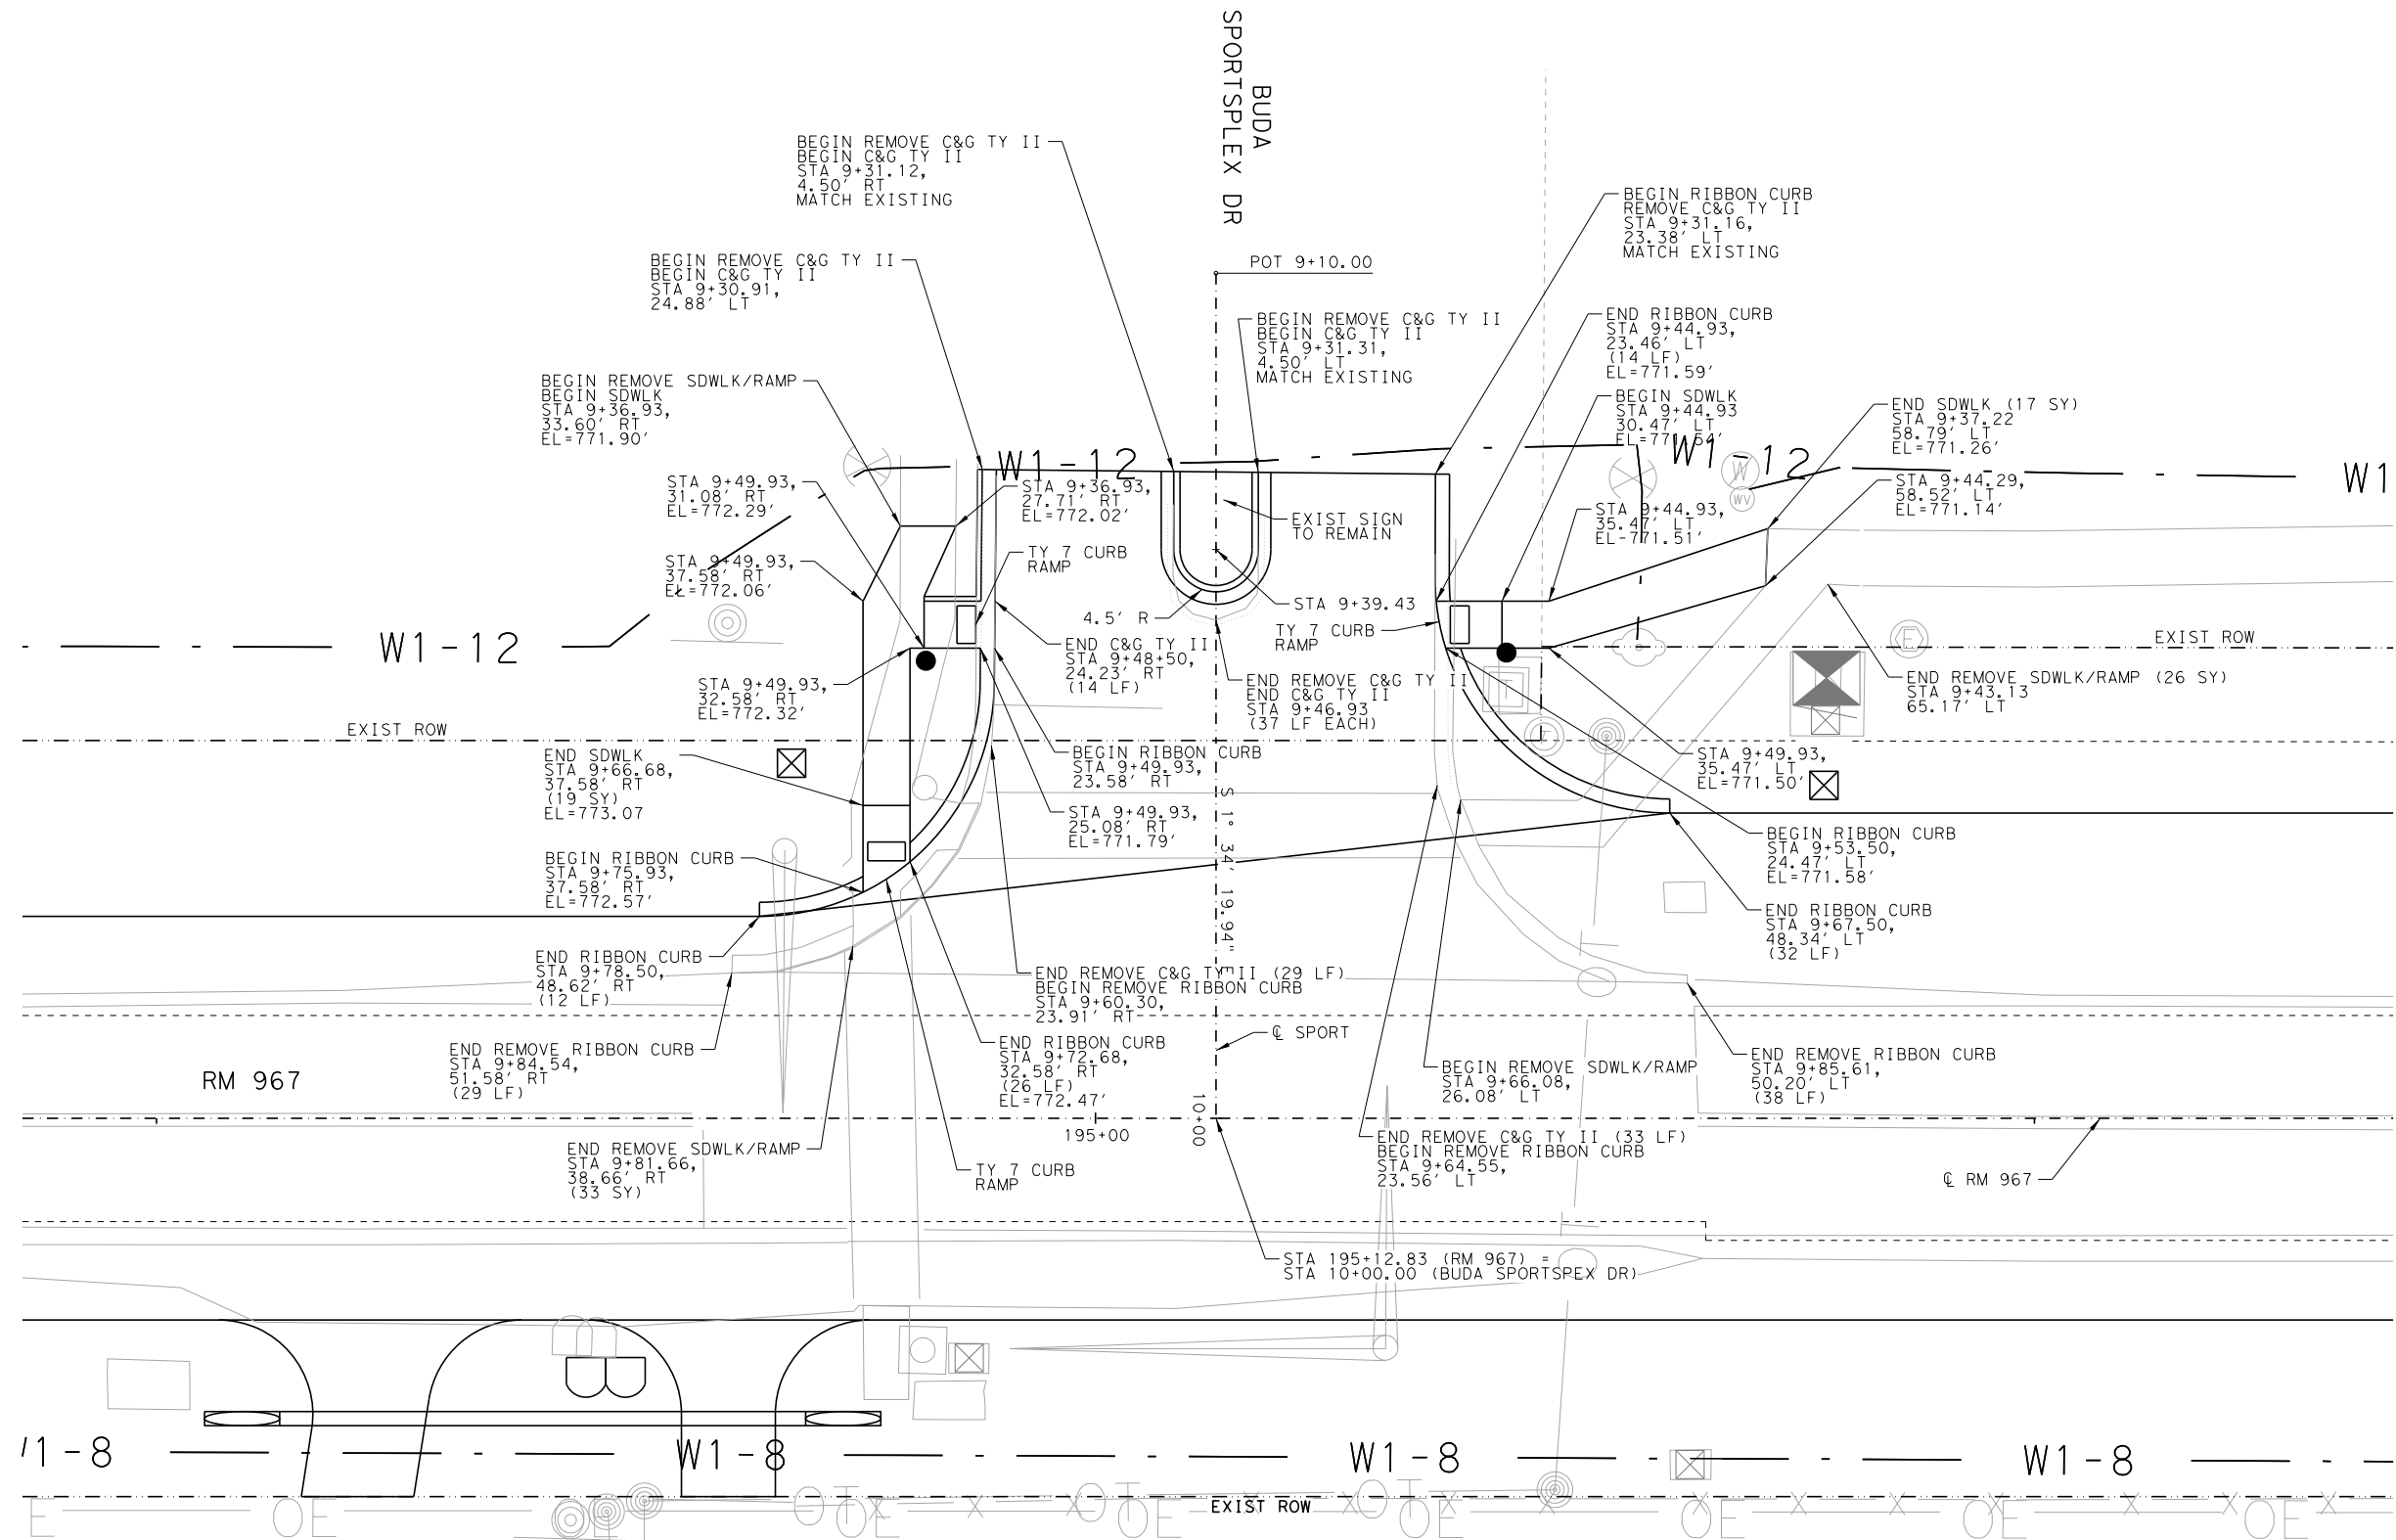 BUDA
SPORTSPLEX DR
BEGIN REMOVE C&G TY II
BEGIN C&G TY II
STA 9+31.12,
4.50' RT
MATCH EXISTING
BEGIN RIBBON CURB
REMOVE C&G TY II
STA 9+31.16,
23.38' LT
MATCH EXISTING
BEGIN REMOVE C&G TY II
BEGIN C&G TY II
STA 9+30.91,
24.88' LT
POT 9+10.00
BEGIN REMOVE C&G TY II
BEGIN C&G TY II
STA 9+31.31,
4.50' LT
MATCH EXISTING
END RIBBON CURB
STA 9+44.93,
23.46' LT
(14 LF)
EL=771.59'
BEGIN REMOVE SDWLK/RAMP
BEGIN SDWLK
STA 9+36.93,
33.60' RT
EL=771.90'
BEGIN SDWLK
STA 9+44.93
30.47' LT
EL=771.54'
END SDWLK (17 SY)
STA 9+37.22
58.79' LT
EL=771.26'
W1-12
W1-12
W
WV
W1
STA 9+49.93,
31.08' RT
EL=772.29'
STA 9+36.93,
27.71' RT
EL=772.02'
STA 9+44.29,
58.52' LT
EL=771.14'
EXIST SIGN
TO REMAIN
STA 9+44.93,
35.47' LT
EL-771.51'
TY 7 CURB
RAMP
STA 9+49.93,
37.58' RT
EL=772.06'
STA 9+39.43
4.5' R
TY 7 CURB
RAMP
END C&G TY II
STA 9+48+50,
24.23' RT
(14 LF)
W1-12
EXIST ROW
E
END REMOVE C&G TY II
END C&G TY II
STA 9+46.93
(37 LF EACH)
END REMOVE SDWLK/RAMP (26 SY)
STA 9+43.13
65.17' LT
STA 9+49.93,
32.58' RT
EL=772.32'
T
EXIST ROW
BEGIN RIBBON CURB
STA 9+49.93,
23.58' RT
STA 9+49.93,
35.47' LT
EL=771.50'
END SDWLK
STA 9+66.68,
37.58' RT
(19 SY)
EL=773.07
STA 9+49.93,
25.08' RT
EL=771.79'
S 1° 34' 19.94" E
BEGIN RIBBON CURB
STA 9+53.50,
24.47' LT
EL=771.58'
BEGIN RIBBON CURB
STA 9+75.93,
37.58' RT
EL=772.57'
END RIBBON CURB
STA 9+67.50,
48.34' LT
(32 LF)
END RIBBON CURB
STA 9+78.50,
48.62' RT
(12 LF)
END REMOVE C&G TY II (29 LF)
BEGIN REMOVE RIBBON CURB
STA 9+60.30,
23.91' RT
℄ SPORT
END REMOVE RIBBON CURB
STA 9+84.54,
51.58' RT
(29 LF)
END RIBBON CURB
STA 9+72.68,
32.58' RT
(26 LF)
EL=772.47'
BEGIN REMOVE SDWLK/RAMP
STA 9+66.08,
26.08' LT
END REMOVE RIBBON CURB
STA 9+85.61,
50.20' LT
(38 LF)
RM 967
10+00
195+00
END REMOVE SDWLK/RAMP
STA 9+81.66,
38.66' RT
(33 SY)
TY 7 CURB
RAMP
END REMOVE C&G TY II (33 LF)
BEGIN REMOVE RIBBON CURB
STA 9+64.55,
23.56' LT
℄ RM 967
STA 195+12.83 (RM 967) =
STA 10+00.00 (BUDA SPORTSPEX DR)
1-8
W1-8
W1-8
W1-8
EXIST ROW